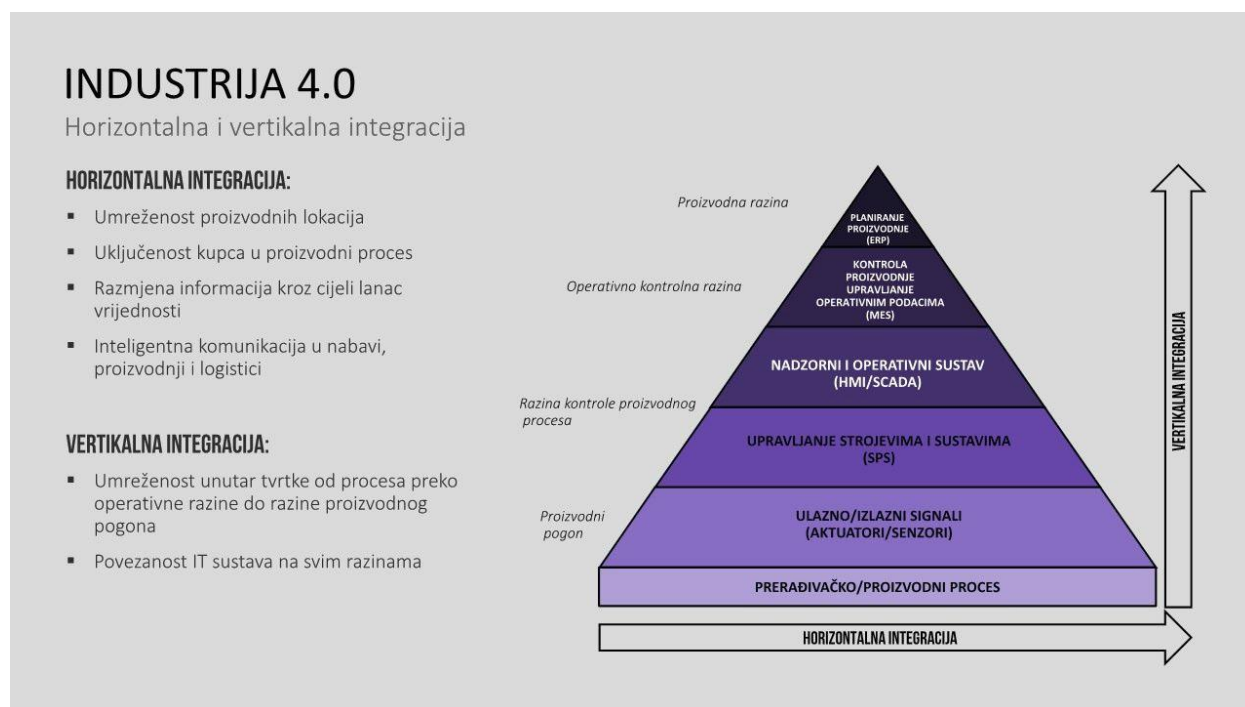 INDUSTRIJA 4.0
Horizontalna i vertikalna integracija
HORIZONTALNA INTEGRACIJA:
▪ Umreženost proizvodnih lokacija
▪ Uključenost kupca u proizvodni proces
▪ Razmjena informacija kroz cijeli lanac
vrijednosti
▪ Inteligentna komunikacija u nabavi,
proizvodnji i logistici
VERTIKALNA INTEGRACIJA:
▪ Umreženost unutar tvrtke od procesa preko
operativne razine do razine proizvodnog
pogona
▪ Povezanost IT sustava na svim razinama
Proizvodna razina
Operativno kontrolna razina
Razina kontrole proizvodnog
procesa
Proizvodni
pogon
PLANIRANJE
PROIZVODNJE
(ERP)
KONTROLA
PROIZVODNJE
UPRAVLJANJE
OPERATIVNIM PODACIMA
(MES)
NADZORNI I OPERATIVNI SUSTAV
(HMI/SCADA)
UPRAVLJANJE STROJEVIMA I SUSTAVIMA
(SPS)
ULAZNO/IZLAZNI SIGNALI
(AKTUATORI/SENZORI)
PRERAĐIVAČKO/PROIZVODNI PROCES
HORIZONTALNA INTEGRACIJA
VERTIKALNA INTEGRACIJA